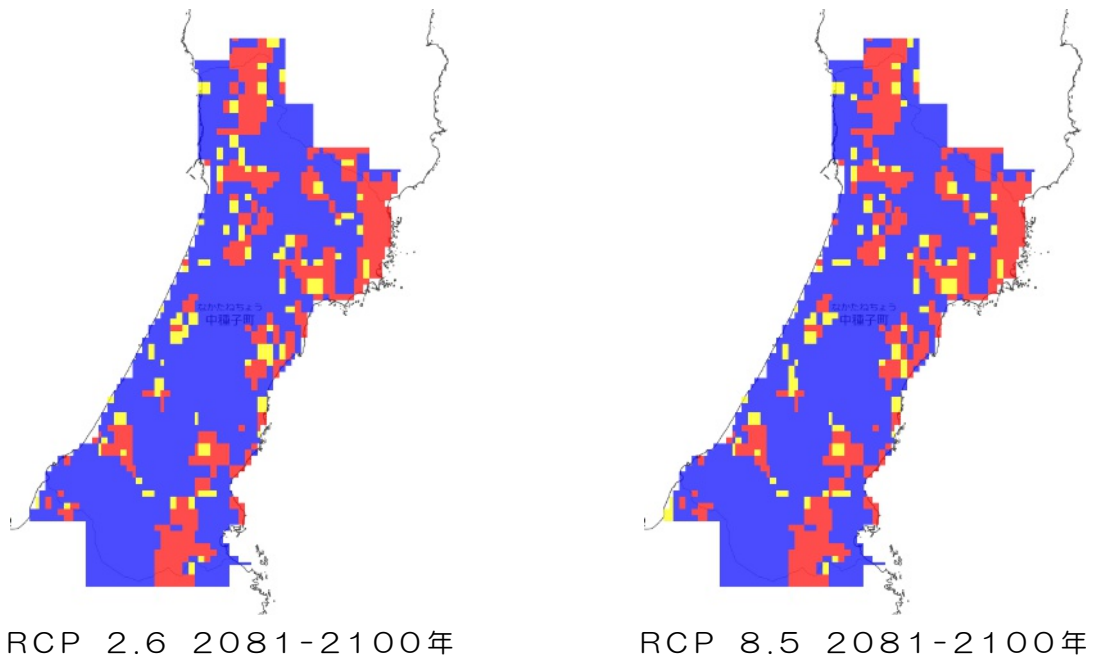 なかたねちょう
中種子町
なかたねちょう
中種子町
RCP 2.6 2081-2100年
RCP 8.5 2081-2100年